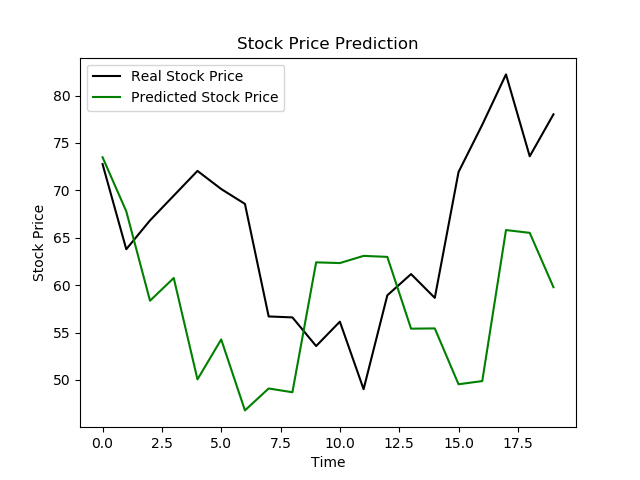 Stock Price Prediction
Real Stock Price
Predicted Stock Price
80
75
70
65
60
55
50
Stock Price
0.0 2.5 5.0 7.5 10.0 12.5 15.0 17.5
Time